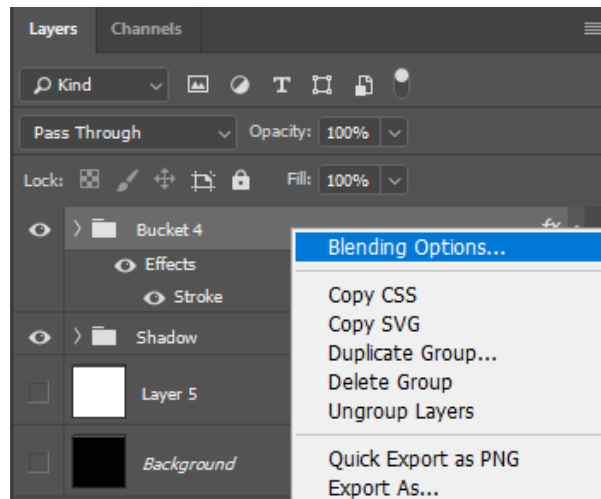 Layers Channels
Kind
Pass Through Opacity: 100%
Lock: Fill: 100%
Bucket 4 fx
Effects
Stroke
Shadow
Layer 5
Background
Blending Options...
Copy CSS
Copy SVG
Duplicate Group...
Delete Group
Ungroup Layers
Quick Export as PNG
Export As...